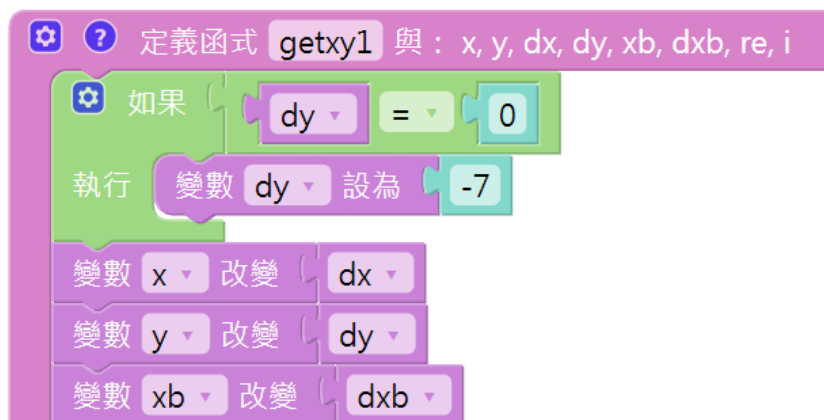 定義函式 getxy1 與： x, y, dx, dy, xb, dxb, re, i
如果 dy = 0
執行 變數 dy 設為 -7
變數 x 改變 dx
變數 y 改變 dy
變數 xb 改變 dxb